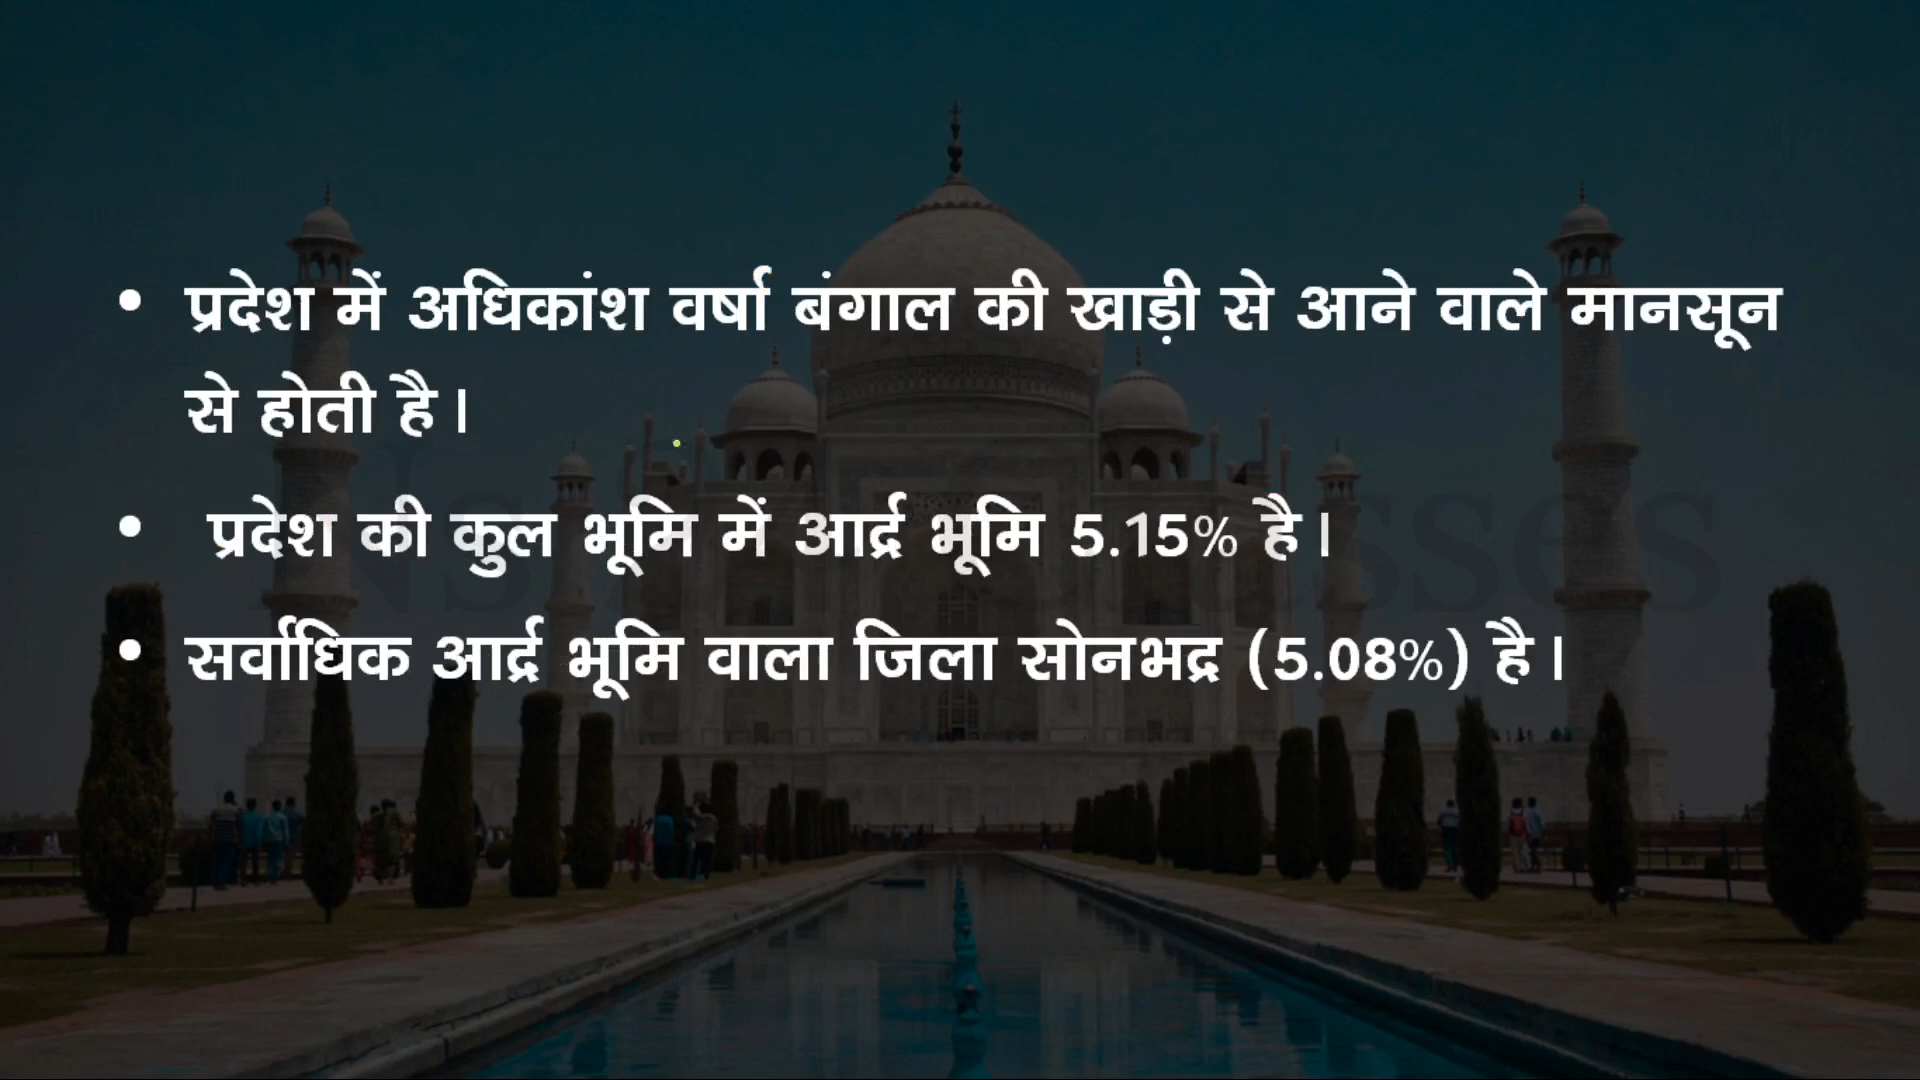 • प्रदेश में अधिकांश वर्षा बंगाल की खाड़ी से आने वाले मानसून
से होती है।
• प्रदेश की कुल भूमि में आर्द्र भूमि 5.15% है।
• सर्वाधिक आर्द्र भूमि वाला जिला सोनभद्र (5.08%) है।